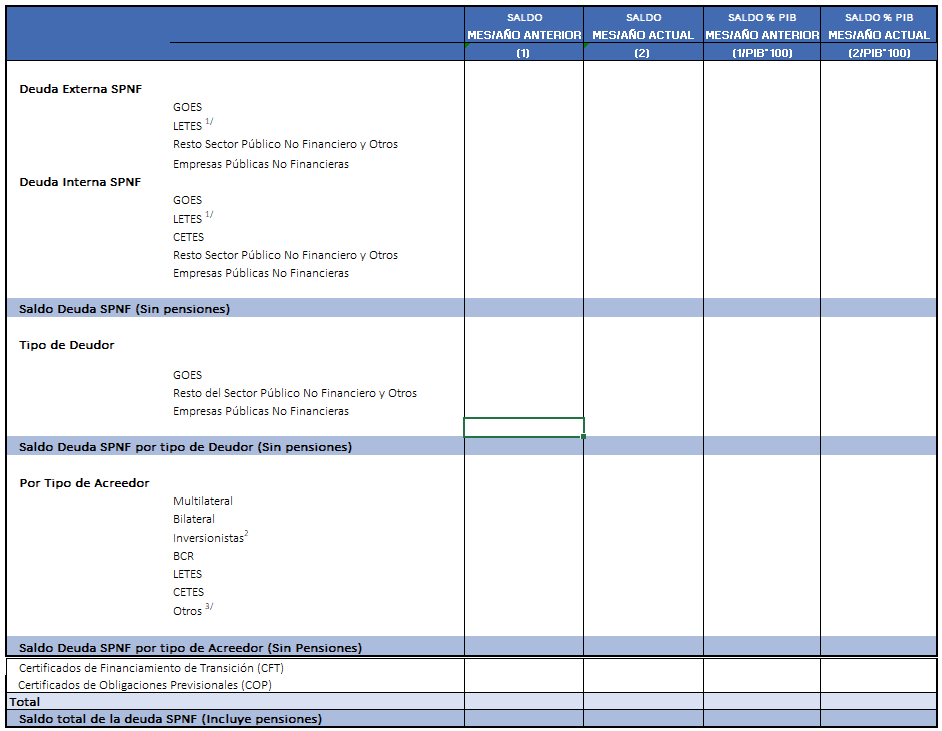 SALDO SALDO SALDO % PIB SALDO % PIB
MES/AÑO ANTERIOR MES/AÑO ACTUAL MES/AÑO ANTERIOR MES/AÑO ACTUAL
(1) (2) (1/PIB*100) (2/PIB*100)
Deuda Externa SPNF
GOES
LETES 1/
Resto Sector Público No Financiero y Otros
Empresas Públicas No Financieras
Deuda Interna SPNF
GOES
LETES 1/
CETES
Resto Sector Público No Financiero y Otros
Empresas Públicas No Financieras
Saldo Deuda SPNF (Sin pensiones)
Tipo de Deudor
GOES
Resto del Sector Público No Financiero y Otros
Empresas Públicas No Financieras
Saldo Deuda SPNF por tipo de Deudor (Sin pensiones)
Por Tipo de Acreedor
Multilateral
Bilateral
Inversionistas2
BCR
LETES
CETES
Otros 3/
Saldo Deuda SPNF por tipo de Acreedor (Sin Pensiones)
Certificados de Financiamiento de Transición (CFT)
Certificados de Obligaciones Previsionales (COP)
Total
Saldo total de la deuda SPNF (Incluye pensiones)